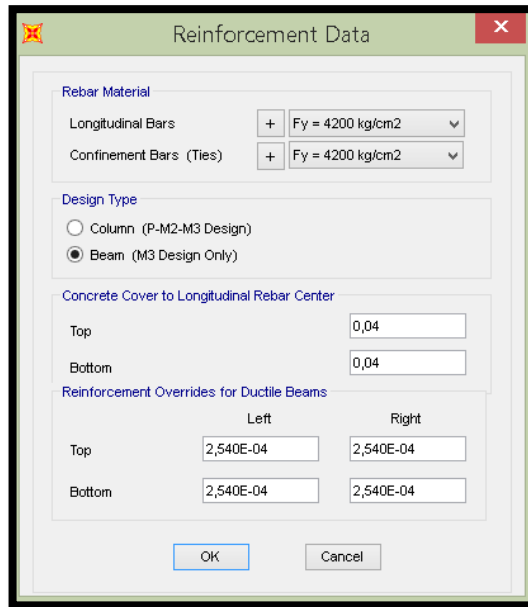 Reinforcement Data
Rebar Material
Longitudinal Bars + Fy = 4200 kg/cm2
Confinement Bars (Ties) + Fy = 4200 kg/cm2
Design Type
Column (P-M2-M3 Design)
Beam (M3 Design Only)
Concrete Cover to Longitudinal Rebar Center
Top 0,04
Bottom 0,04
Reinforcement Overrides for Ductile Beams
Left Right
Top 2,540E-04 2,540E-04
Bottom 2,540E-04 2,540E-04
OK Cancel